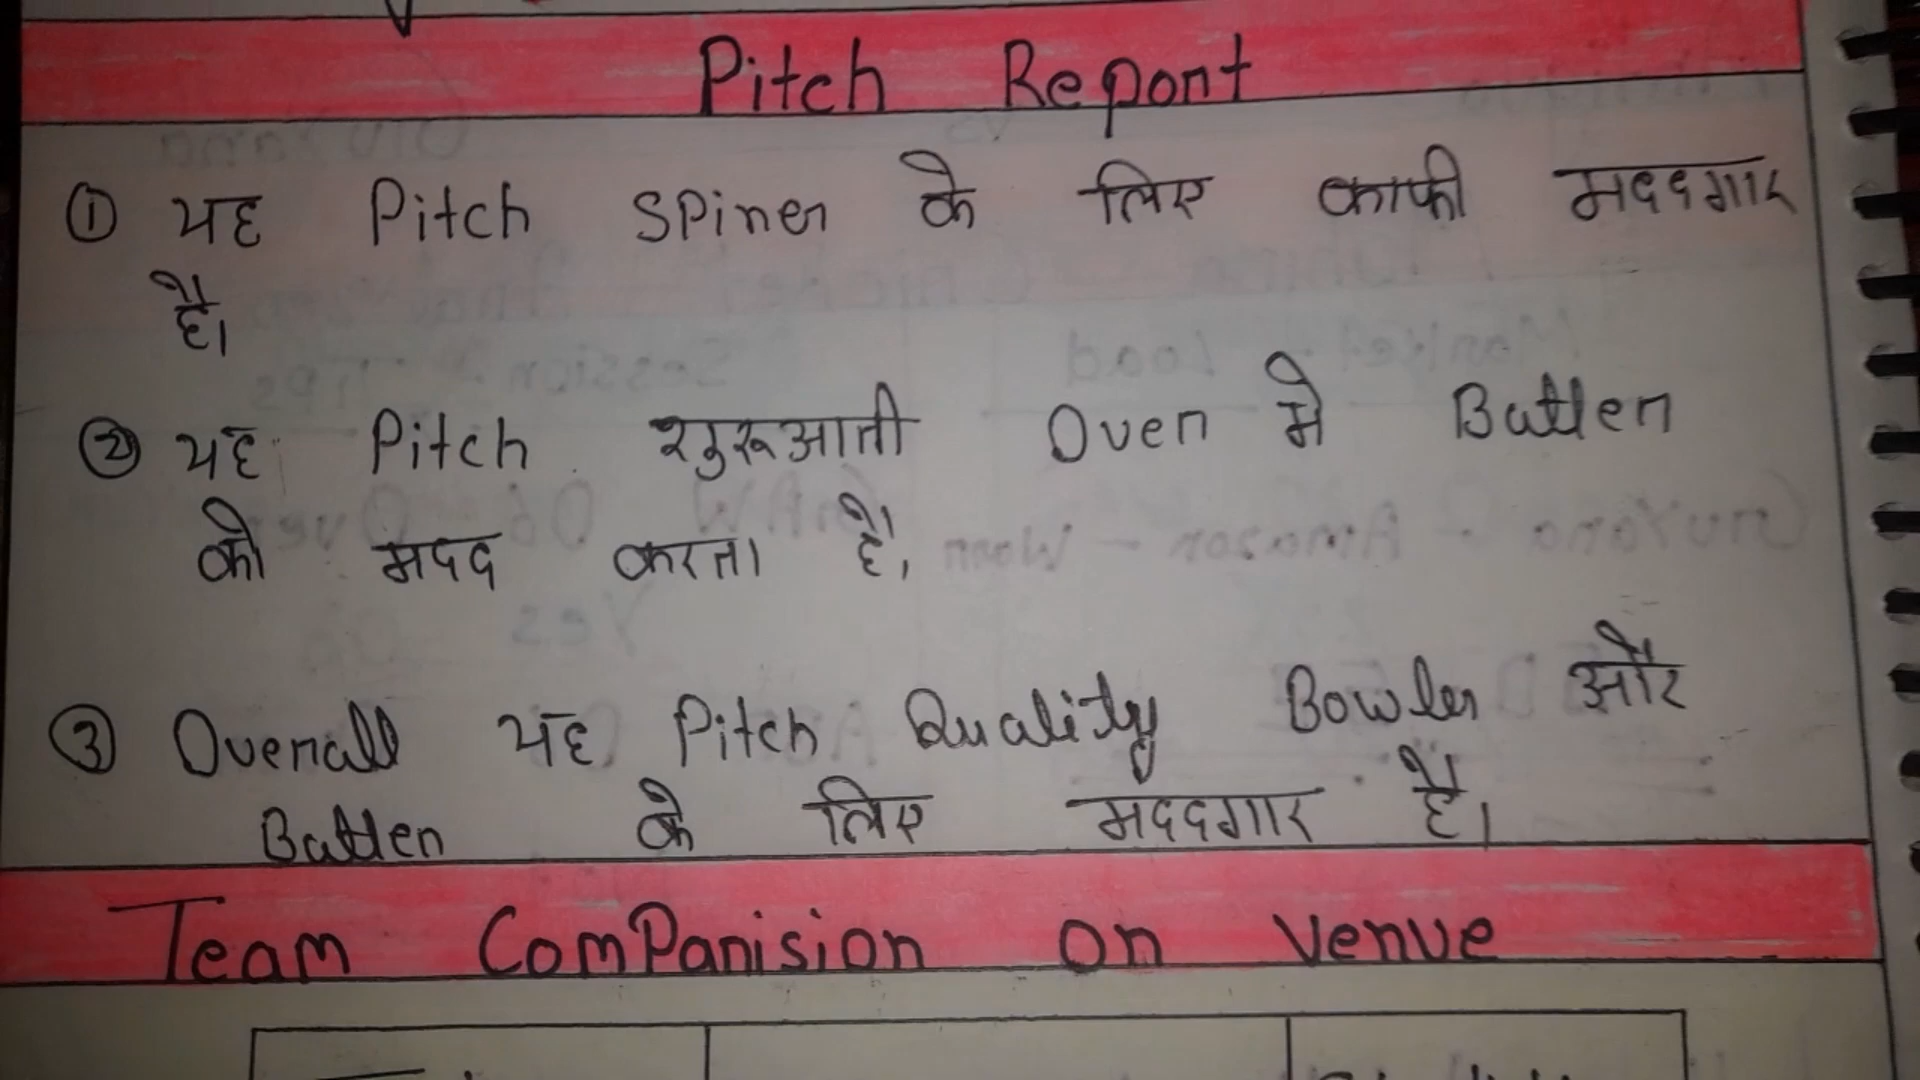 Pitch Report
① यह Pitch Spiner के लिए काफी मददगार
है।
② यह Pitch शुरूआती Over मे Batter
को मदद करता है,
③ Overall यह Pitch Quality Bowler और
Batter के लिए मददगार है।
Team ComParision on Venue